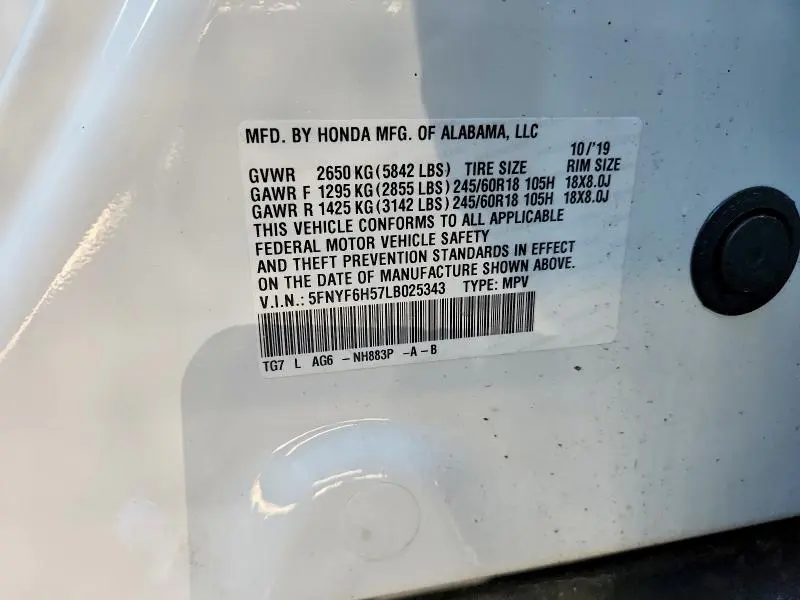 MFD. BY HONDA MFG. OF ALABAMA, LLC
10/'19
GVWR 2650 KG (5842 LBS) TIRE SIZE RIM SIZE
GAWR F 1295 KG (2855 LBS) 245/60R18 105H 18X8.0J
GAWR R 1425 KG (3142 LBS) 245/60R18 105H 18X8.0J
THIS VEHICLE CONFORMS TO ALL APPLICABLE
FEDERAL MOTOR VEHICLE SAFETY
AND THEFT PREVENTION STANDARDS IN EFFECT
ON THE DATE OF MANUFACTURE SHOWN ABOVE.
V.I.N.: 5FNYF6H57LB025343 TYPE: MPV
TG7 L AG6 - NH883P -A-B